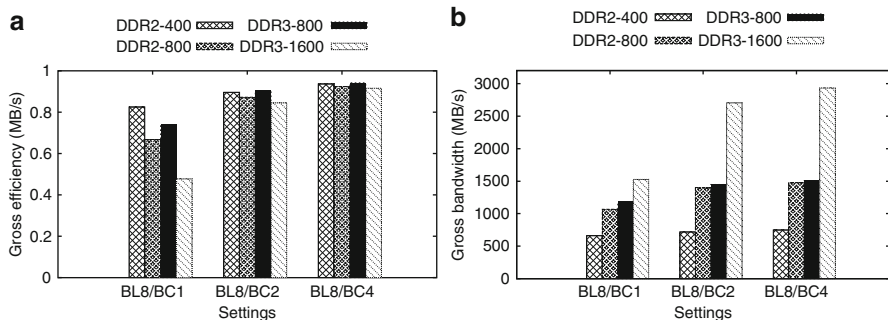 a
DDR2-400 DDR3-800
DDR2-800 DDR3-1600
Gross efficiency (MB/s)
1
0.8
0.6
0.4
0.2
0
BL8/BC1 BL8/BC2 BL8/BC4
Settings
b
DDR2-400 DDR3-800
DDR2-800 DDR3-1600
Gross bandwidth (MB/s)
3000
2500
2000
1500
1000
500
0
BL8/BC1 BL8/BC2 BL8/BC4
Settings